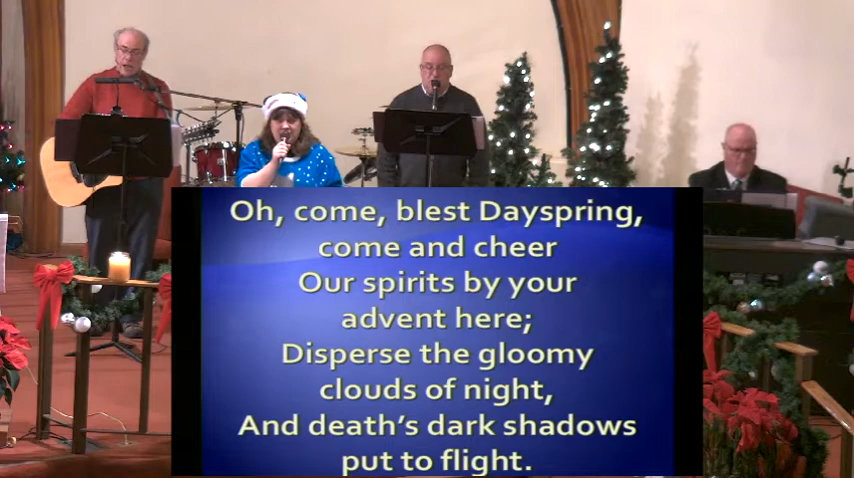 Oh, come, blest Dayspring,
come and cheer
Our spirits by your
advent here;
Disperse the gloomy
clouds of night,
And death's dark shadows
put to flight.